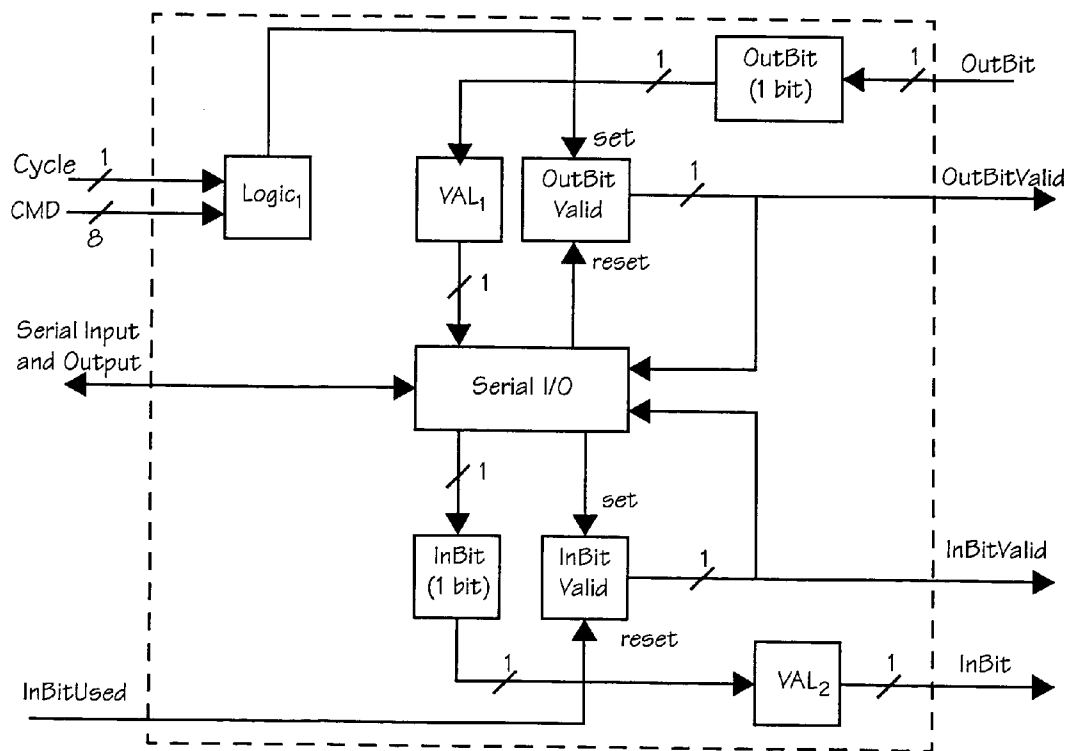 1
OutBit
(1 bit)
1
OutBit
set
Cycle
1
CMD
8
Logic₁
VAL₁
OutBit
Valid
1
OutBitValid
reset
1
Serial Input
and Output
Serial I/O
1
set
InBit
(1 bit)
InBit
Valid
1
InBitValid
reset
1
VAL₂
1
InBit
InBitUsed